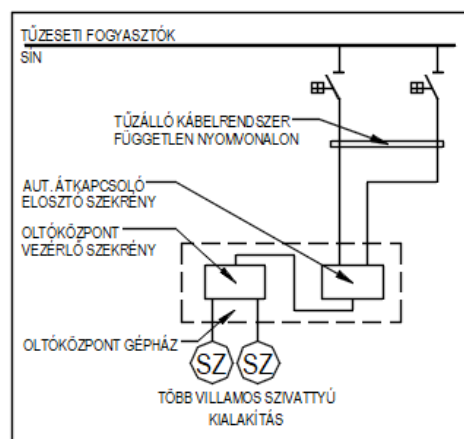 TŰZESETI FOGYASZTÓK
SÍN
TŰZÁLLÓ KÁBELRENDSZER
FÜGGETLEN NYOMVONALON
AUT. ÁTKAPCSOLÓ
ELOSZTÓ SZEKRÉNY
OLTÓKÖZPONT
VEZÉRLŐ SZEKRÉNY
OLTÓKÖZPONT GÉPHÁZ
SZ SZ
TÖBB VILLAMOS SZIVATTYÚ
KIALAKÍTÁS